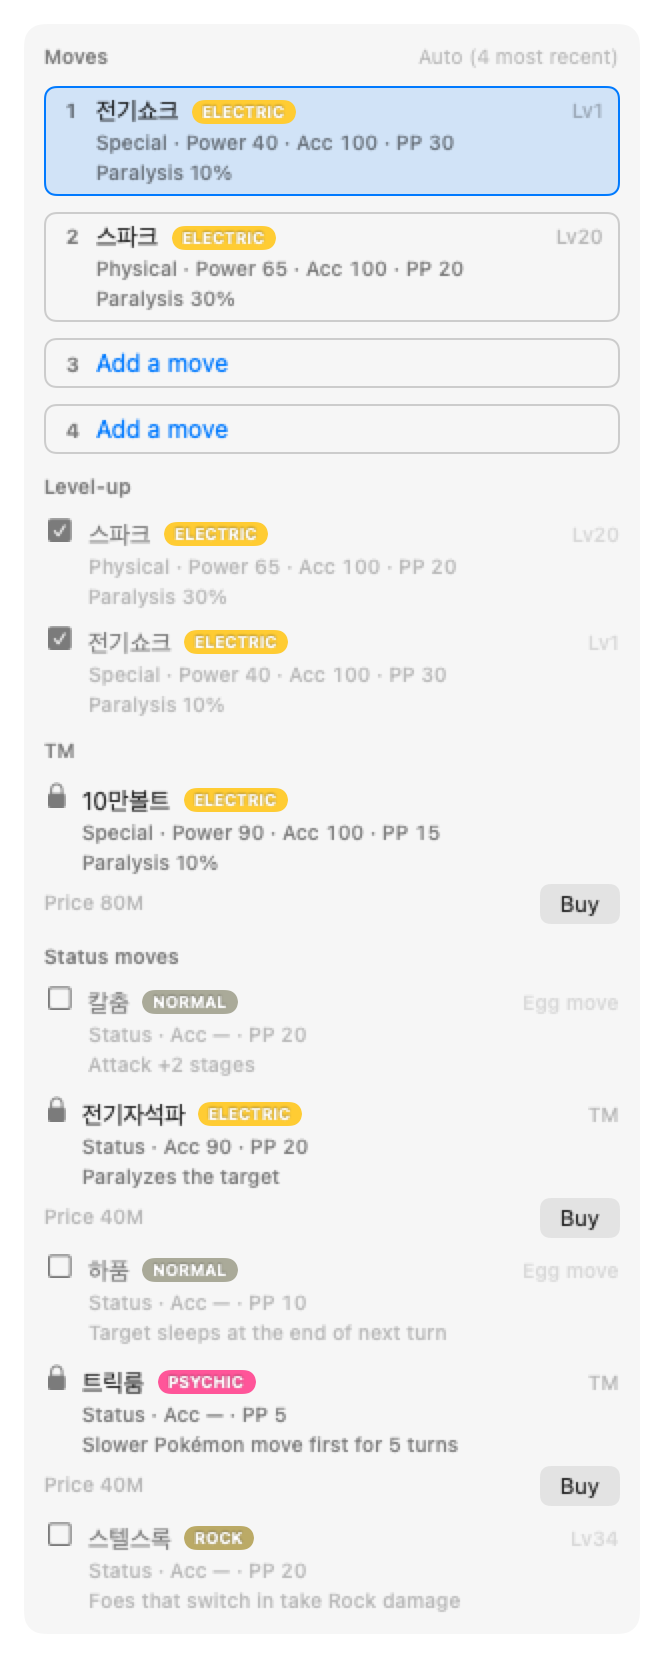 Moves Auto (4 most recent)
1 전기쇼크 ELECTRIC Lv1
Special · Power 40 · Acc 100 · PP 30
Paralysis 10%
2 스파크 ELECTRIC Lv20
Physical · Power 65 · Acc 100 · PP 20
Paralysis 30%
3 Add a move
4 Add a move
Level-up
스파크 ELECTRIC Lv20
Physical · Power 65 · Acc 100 · PP 20
Paralysis 30%
전기쇼크 ELECTRIC Lv1
Special · Power 40 · Acc 100 · PP 30
Paralysis 10%
TM
10만볼트 ELECTRIC
Special · Power 90 · Acc 100 · PP 15
Paralysis 10%
Price 80M Buy
Status moves
칼춤 NORMAL Egg move
Status · Acc — · PP 20
Attack +2 stages
전기자석파 ELECTRIC TM
Status · Acc 90 · PP 20
Paralyzes the target
Price 40M Buy
하품 NORMAL Egg move
Status · Acc — · PP 10
Target sleeps at the end of next turn
트릭룸 PSYCHIC TM
Status · Acc — · PP 5
Slower Pokémon move first for 5 turns
Price 40M Buy
스텔스록 ROCK Lv34
Status · Acc — · PP 20
Foes that switch in take Rock damage